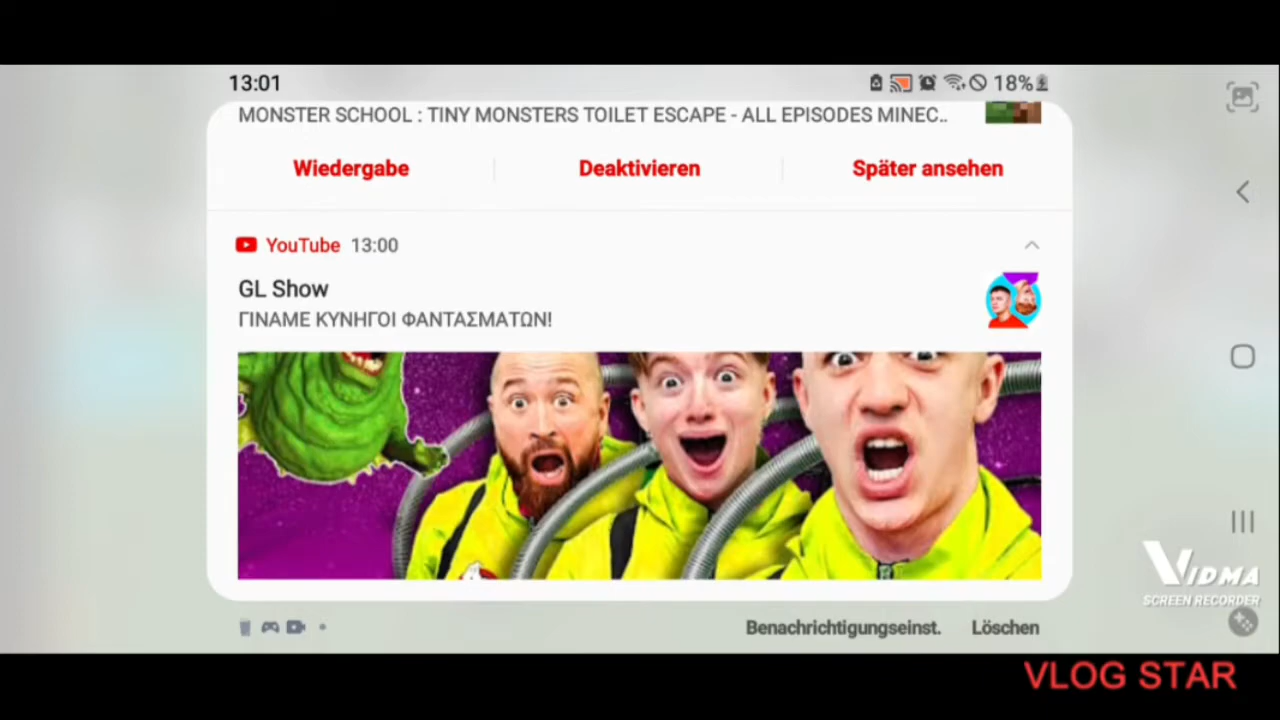 13:01
18%
MONSTER SCHOOL : TINY MONSTERS TOILET ESCAPE - ALL EPISODES MINEC..
Wiedergabe Deaktivieren Später ansehen
YouTube 13:00
GL Show
ΓΙΝΑΜΕ ΚΥΝΗΓΟΙ ΦΑΝΤΑΣΜΑΤΩΝ!
VIDMA
SCREEN RECORDER
Benachrichtigungseinst. Löschen
VLOG STAR